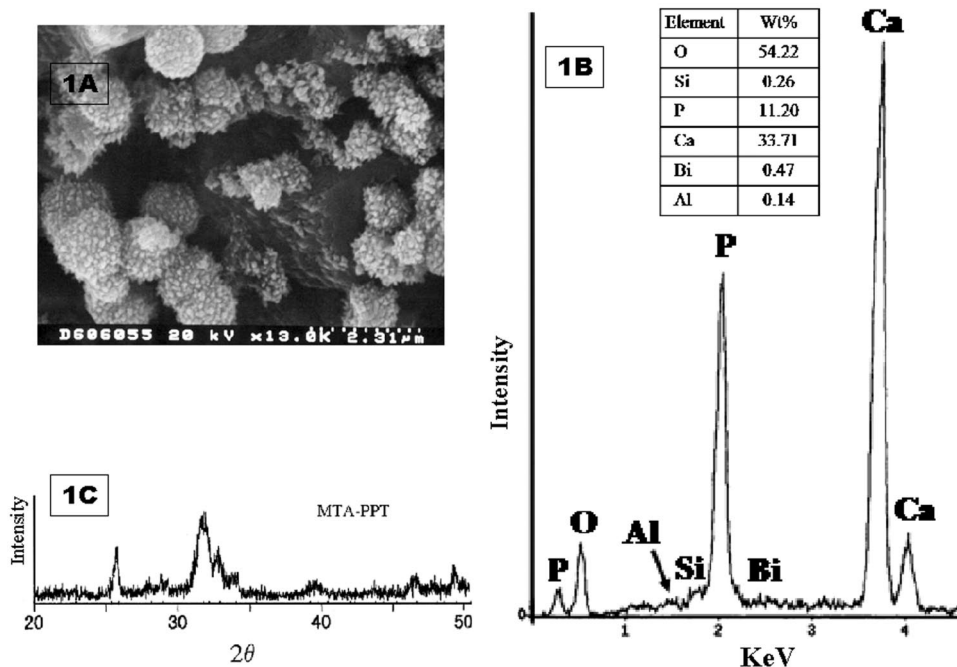 1A
D606055 20 kV x13.0k 2.31µm
1B
Element Wt%
O 54.22
Si 0.26
P 11.20
Ca 33.71
Bi 0.47
Al 0.14
Ca
P
P
O
Al
Si
Bi
Ca
Intensity
0
1
2
3
4
KeV
1C
MTA-PPT
Intensity
20
30
40
50
2θ